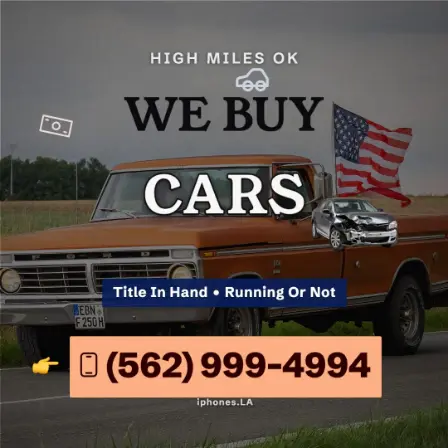 HIGH MILES OK
WE BUY
CARS
Title In Hand • Running Or Not
(562) 999-4994
iphones.LA